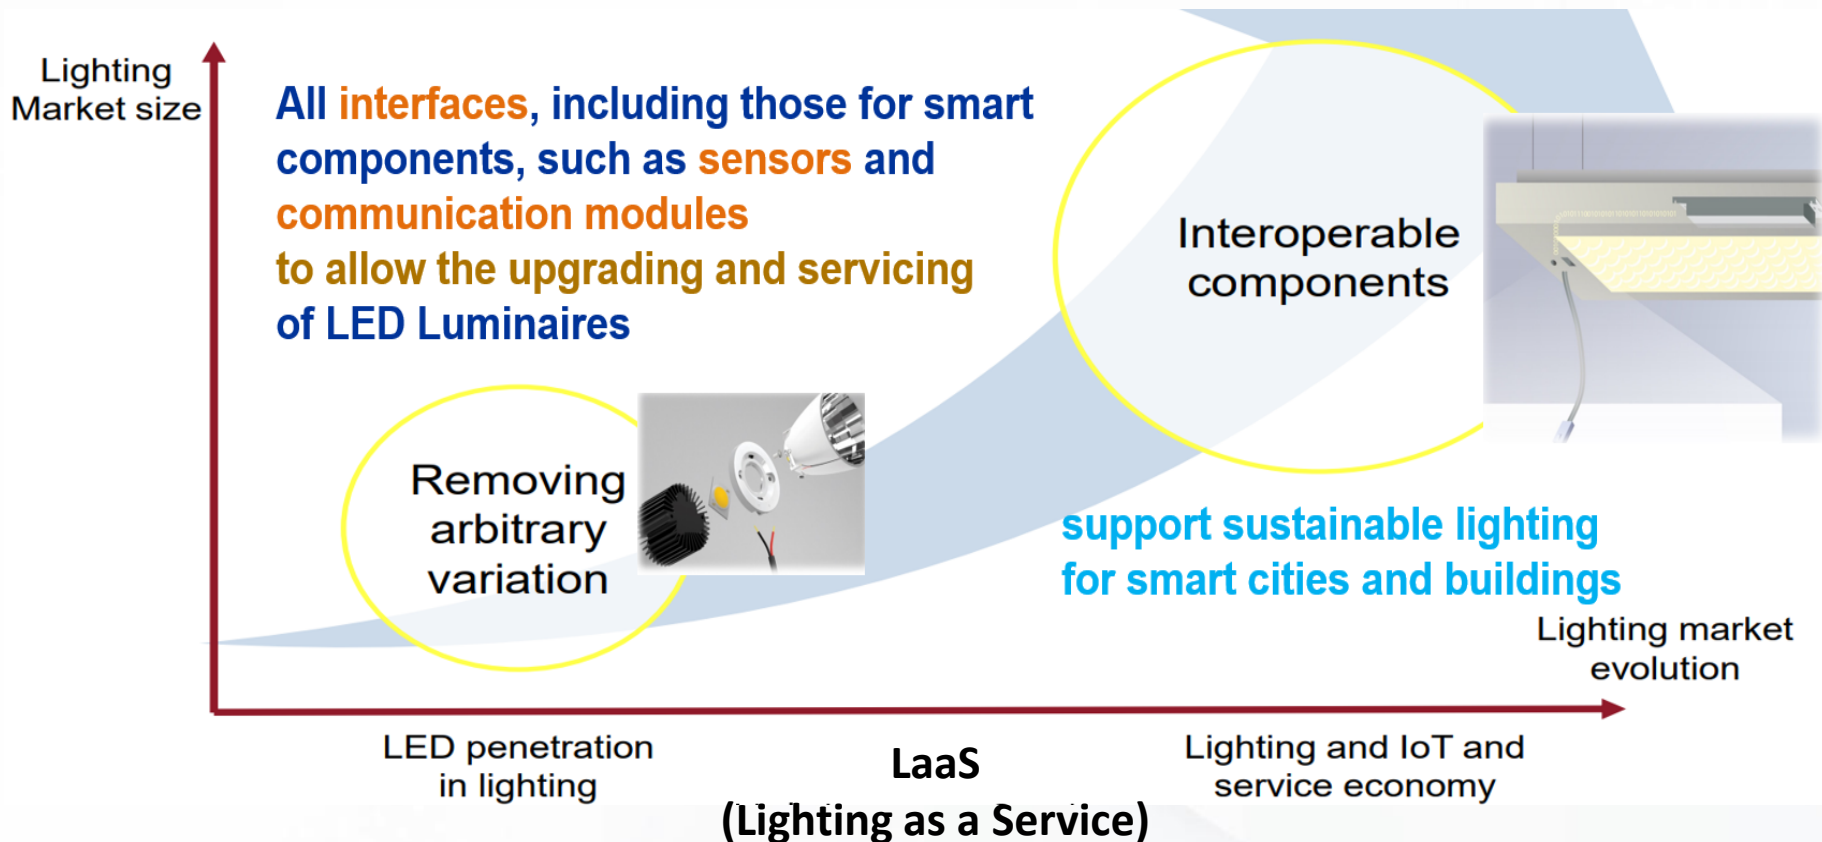 Lighting
Market size
All interfaces, including those for smart
components, such as sensors and
communication modules
to allow the upgrading and servicing
of LED Luminaires
Interoperable
components
Removing
arbitrary
variation
support sustainable lighting
for smart cities and buildings
Lighting market
evolution
LED penetration
in lighting
LaaS
(Lighting as a Service)
Lighting and IoT and
service economy